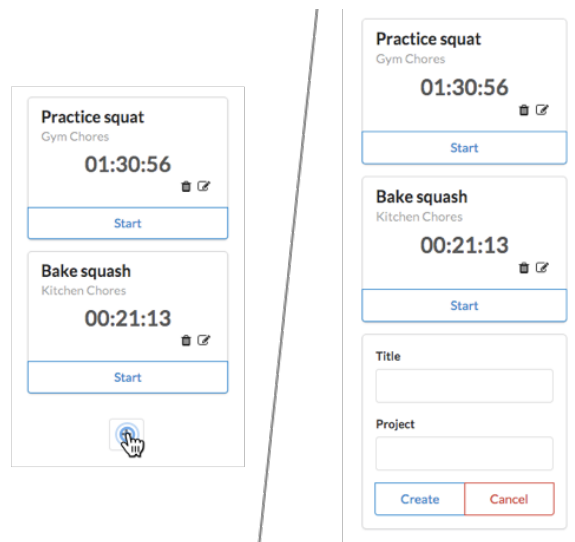 Practice squat
Gym Chores
01:30:56
Start
Bake squash
Kitchen Chores
00:21:13
Start
Practice squat
Gym Chores
01:30:56
Start
Bake squash
Kitchen Chores
00:21:13
Start
Title
Project
Create Cancel